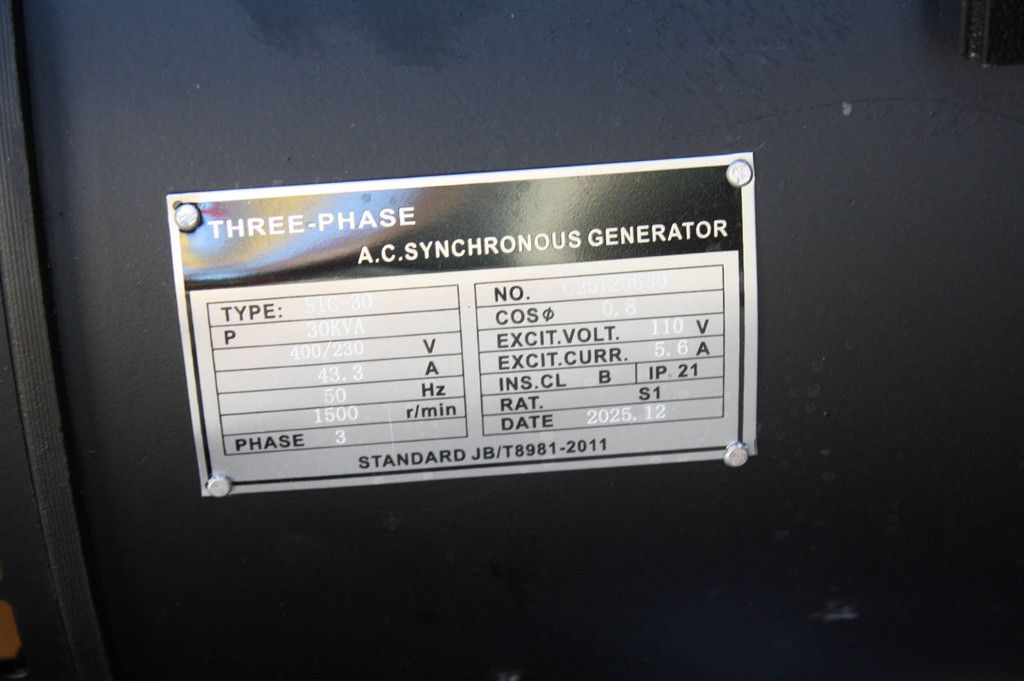 THREE-PHASE
A.C.SYNCHRONOUS GENERATOR
TYPE: STC-30
P 30KVA
400/230 V
43.3 A
50 Hz
1500 r/min
PHASE 3
NO.
COSφ 0.8
EXCIT.VOLT. 110 V
EXCIT.CURR. 5.6 A
INS.CL B IP. 21
RAT. S1
DATE 2025.12
STANDARD JB/T8981-2011